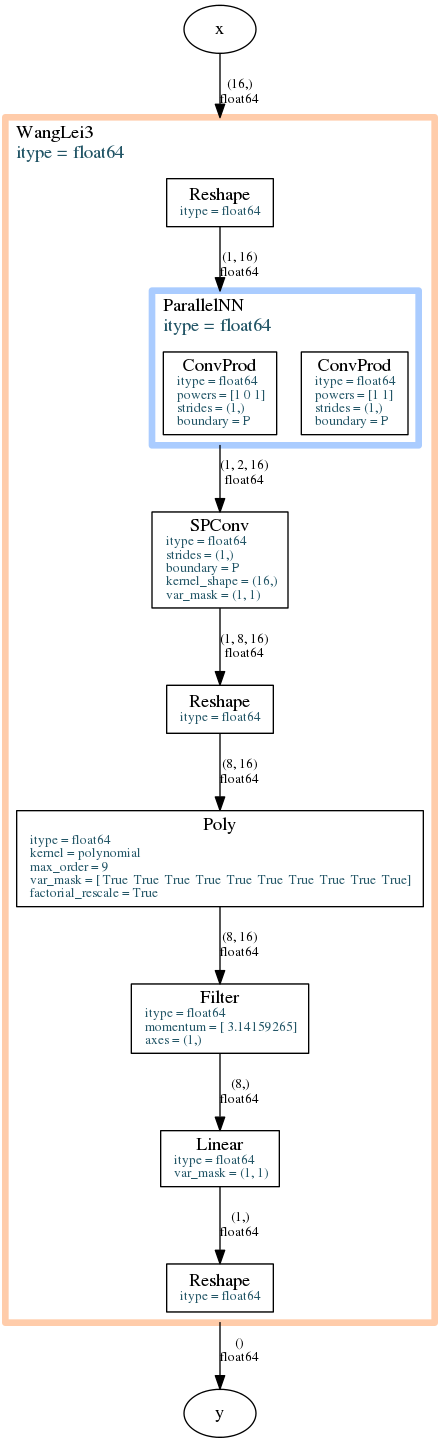 x
(16,)
float64
WangLei3
itype = float64
Reshape
itype = float64
(1, 16)
float64
ParallelNN
itype = float64
ConvProd
itype = float64
powers = [1 0 1]
strides = (1,)
boundary = P
ConvProd
itype = float64
powers = [1 1]
strides = (1,)
boundary = P
(1, 2, 16)
float64
SPConv
itype = float64
strides = (1,)
boundary = P
kernel_shape = (16,)
var_mask = (1, 1)
(1, 8, 16)
float64
Reshape
itype = float64
(8, 16)
float64
Poly
itype = float64
kernel = polynomial
max_order = 9
var_mask = [ True  True  True  True  True  True  True  True  True  True]
factorial_rescale = True
(8, 16)
float64
Filter
itype = float64
momentum = [ 3.14159265]
axes = (1,)
(8,)
float64
Linear
itype = float64
var_mask = (1, 1)
(1,)
float64
Reshape
itype = float64
()
float64
y